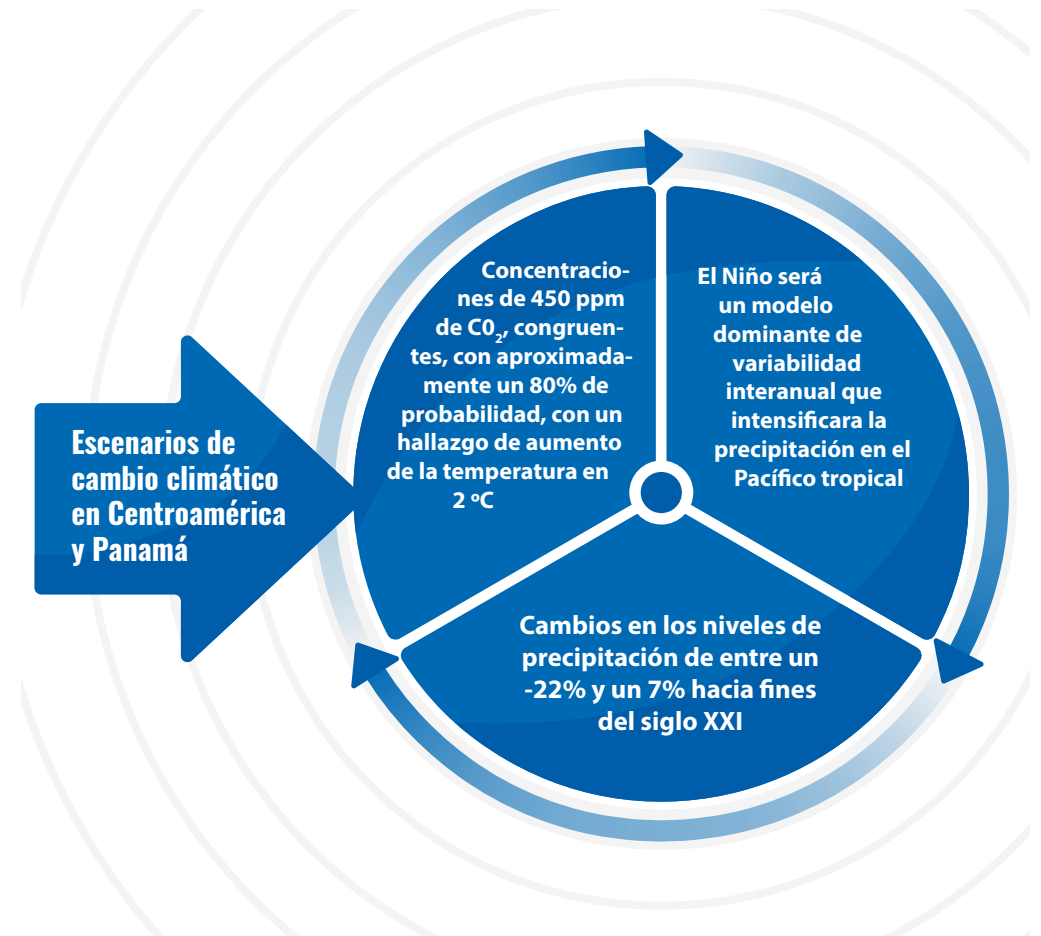 Escenarios de
cambio climático
en Centroamérica
y Panamá
Concentracio-
nes de 450 ppm
de C0₂, congruen-
tes, con aproximada-
mente un 80% de
probabilidad, con un
hallazgo de aumento
de la temperatura en
2 ºC
El Niño será
un modelo
dominante de
variabilidad
interanual que
intensificara la
precipitación en el
Pacífico tropical
Cambios en los niveles de
precipitación de entre un
-22% y un 7% hacia fines
del siglo XXI